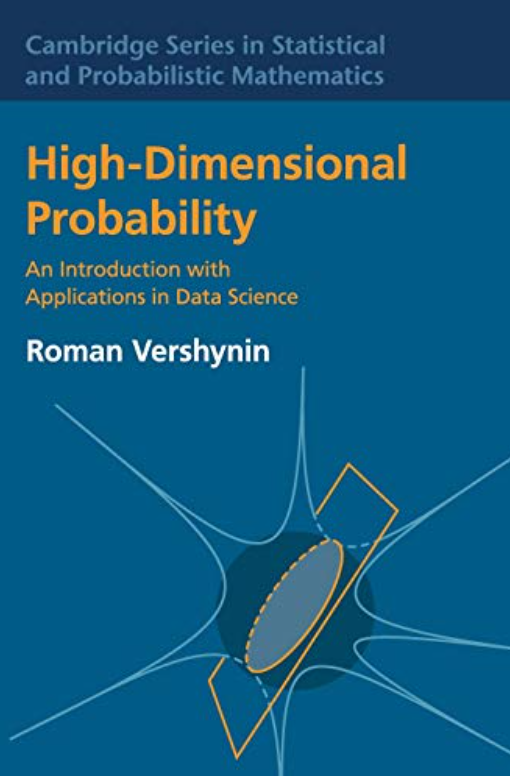 Cambridge Series in Statistical
and Probabilistic Mathematics
High-Dimensional
Probability
An Introduction with
Applications in Data Science
Roman Vershynin